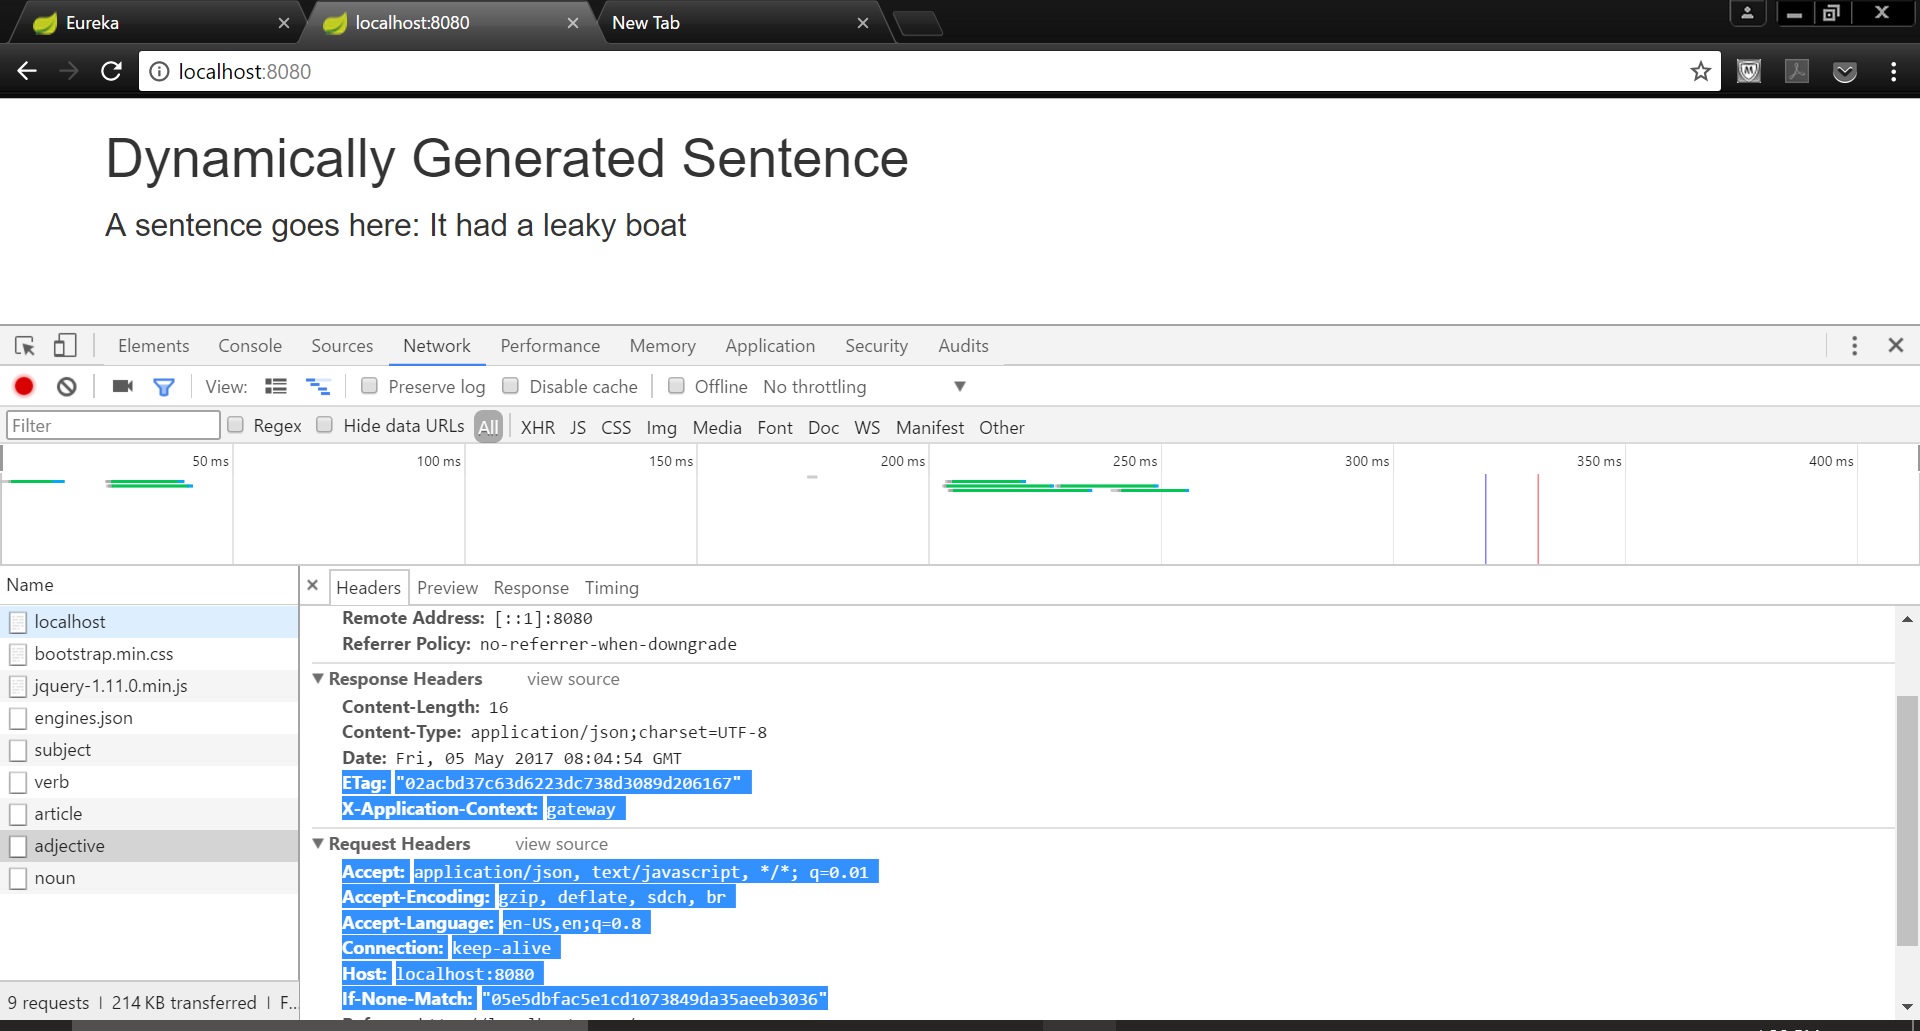 Eureka
localhost:8080
New Tab
localhost:8080
Dynamically Generated Sentence
A sentence goes here: It had a leaky boat
Elements Console Sources Network Performance Memory Application Security Audits
View: Preserve log Disable cache Offline No throttling
Filter Regex Hide data URLs All XHR JS CSS Img Media Font Doc WS Manifest Other
50 ms 100 ms 150 ms 200 ms 250 ms 300 ms 350 ms 400 ms
Name
localhost
bootstrap.min.css
jquery-1.11.0.min.js
engines.json
subject
verb
article
adjective
noun
9 requests | 214 KB transferred | F...
Headers Preview Response Timing
Remote Address: [::1]:8080
Referrer Policy: no-referrer-when-downgrade
Response Headers view source
Content-Length: 16
Content-Type: application/json;charset=UTF-8
Date: Fri, 05 May 2017 08:04:54 GMT
ETag: "02acbd37c63d6223dc738d3089d206167"
X-Application-Context: gateway
Request Headers view source
Accept: application/json, text/javascript, */*; q=0.01
Accept-Encoding: gzip, deflate, sdch, br
Accept-Language: en-US,en;q=0.8
Connection: keep-alive
Host: localhost:8080
If-None-Match: "05e5dbfac5e1cd1073849da35aeeb3036"